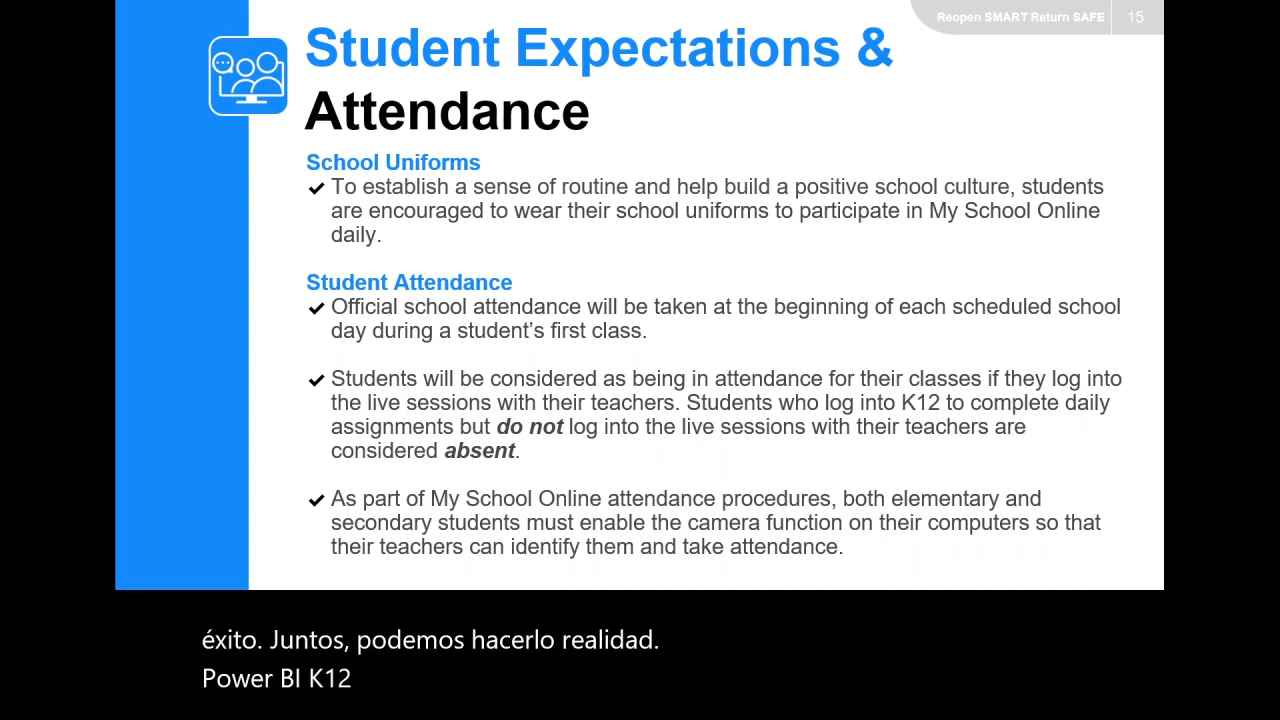 Reopen SMART Return SAFE 15
Student Expectations &
Attendance
School Uniforms
To establish a sense of routine and help build a positive school culture, students
are encouraged to wear their school uniforms to participate in My School Online
daily.
Student Attendance
Official school attendance will be taken at the beginning of each scheduled school
day during a student’s first class.
Students will be considered as being in attendance for their classes if they log into
the live sessions with their teachers. Students who log into K12 to complete daily
assignments but do not log into the live sessions with their teachers are
considered absent.
As part of My School Online attendance procedures, both elementary and
secondary students must enable the camera function on their computers so that
their teachers can identify them and take attendance.
éxito. Juntos, podemos hacerlo realidad.
Power BI K12